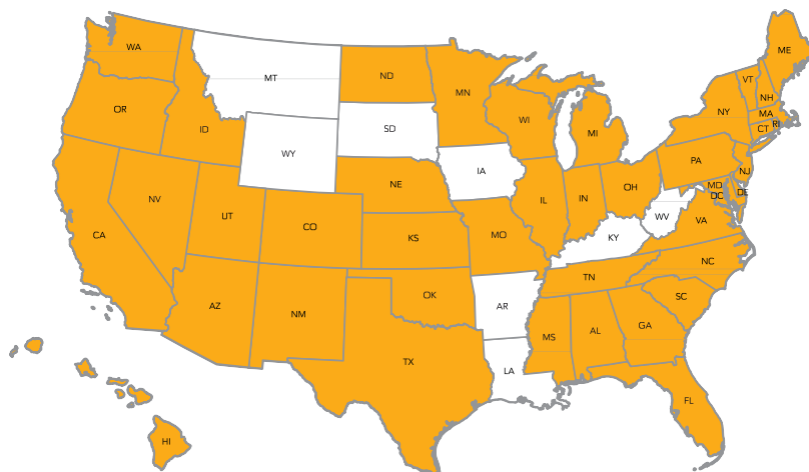 ME
WA
VT
MT
ND
NH
MN
OR
NY
MA
RI
SD
WI
CT
ID
MI
WY
PA
IA
NJ
NE
OH
MD
DE
DC
NV
IL
IN
UT
CO
WV
VA
CA
KS
MO
KY
NC
TN
OK
SC
AZ
NM
AR
GA
MS
AL
TX
LA
FL
HI